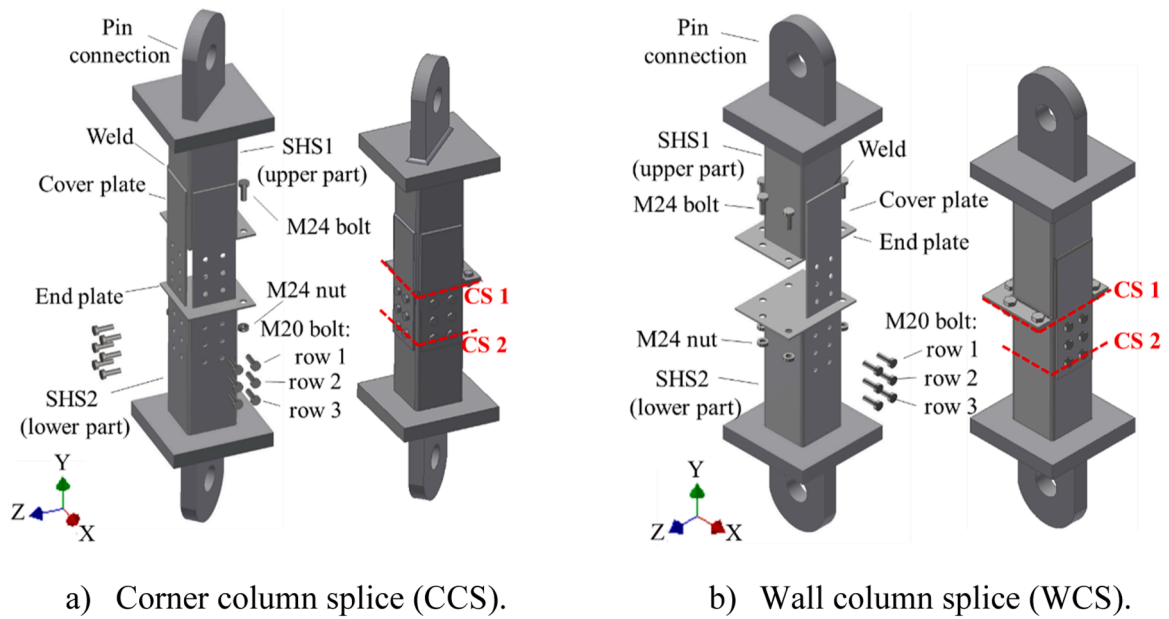 Pin
connection
Weld
SHS1
(upper part)
Cover plate
M24 bolt
End plate
M24 nut
M20 bolt:
row 1
row 2
row 3
SHS2
(lower part)
CS 1
CS 2
Y
Z
X
a) Corner column splice (CCS).
Pin
connection
SHS1
(upper part)
Weld
M24 bolt
Cover plate
End plate
M24 nut
M20 bolt:
row 1
row 2
row 3
SHS2
(lower part)
CS 1
CS 2
Y
Z
X
b) Wall column splice (WCS).